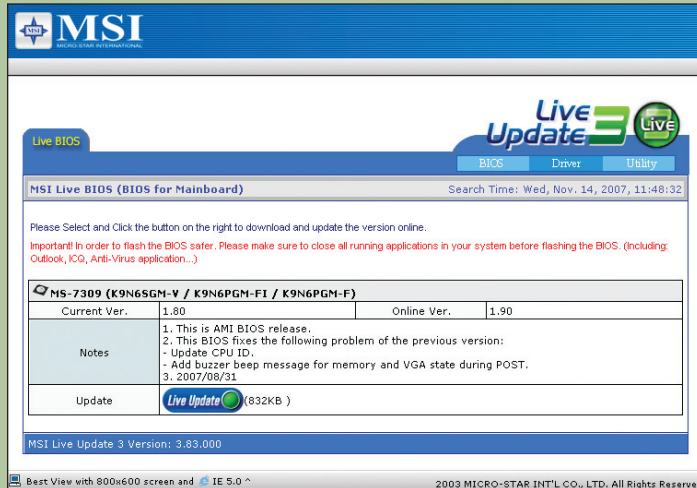 MSI
MSI
MICRO-STAR INTERNATIONAL
Live
Update 3
Live
Live BIOS
BIOS Driver Utility
MSI Live BIOS (BIOS for Mainboard) Search Time: Wed, Nov. 14, 2007, 11:48:32
Please Select and Click the button on the right to download and update the version online.
Important! In order to flash the BIOS safer. Please make sure to close all running applications in your system before flashing the BIOS. (Including:
Outlook, ICQ, Anti-Virus application...)
MS-7309 (K9N6SGM-V / K9N6PGM-FI / K9N6PGM-F)
Current Ver. 1.80 Online Ver. 1.90
Notes
1. This is AMI BIOS release.
2. This BIOS fixes the following problem of the previous version:
- Update CPU ID.
- Add buzzer beep message for memory and VGA state during POST.
3. 2007/08/31
Update Live Update (832KB )
MSI Live Update 3 Version: 3.83.000
Best View with 800x600 screen and IE 5.0 ^ 2003 MICRO-STAR INT'L CO., LTD. All Rights Reserve